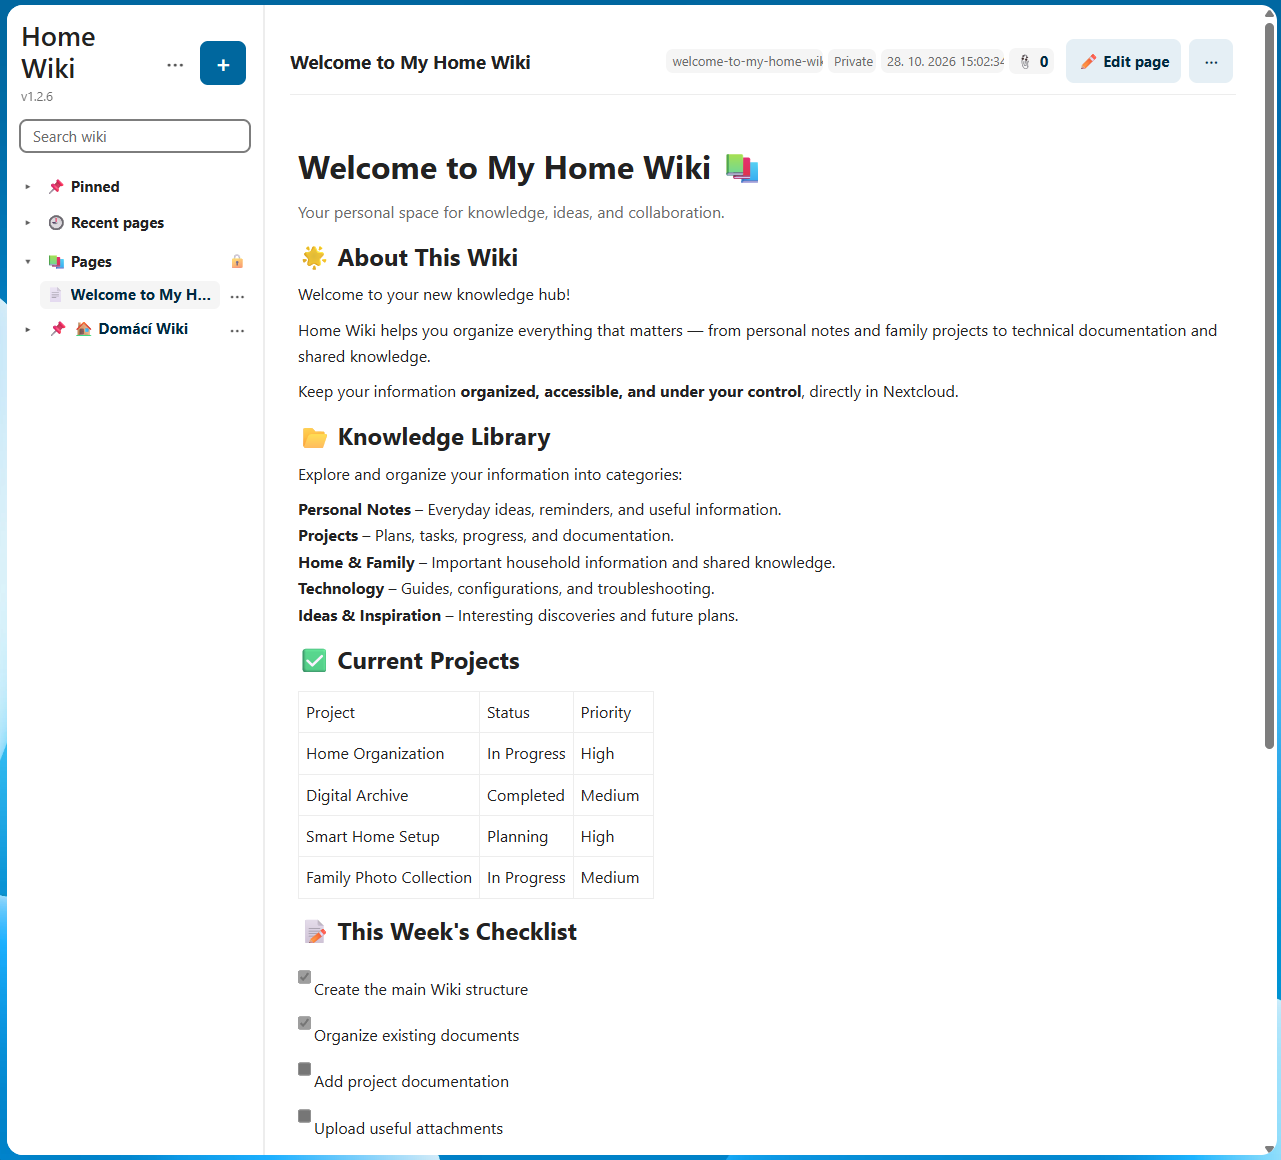 Home
Wiki
v1.2.6
Search wiki
Pinned
Recent pages
Pages
Welcome to My H...
Domácí Wiki
Welcome to My Home Wiki
welcome-to-my-home-wik
Private
28. 10. 2026 15:02:34
0
Edit page
Welcome to My Home Wiki
Your personal space for knowledge, ideas, and collaboration.
About This Wiki
Welcome to your new knowledge hub!
Home Wiki helps you organize everything that matters — from personal notes and family projects to technical documentation and
shared knowledge.
Keep your information organized, accessible, and under your control, directly in Nextcloud.
Knowledge Library
Explore and organize your information into categories:
Personal Notes – Everyday ideas, reminders, and useful information.
Projects – Plans, tasks, progress, and documentation.
Home & Family – Important household information and shared knowledge.
Technology – Guides, configurations, and troubleshooting.
Ideas & Inspiration – Interesting discoveries and future plans.
Current Projects
Project Status Priority
Home Organization In Progress High
Digital Archive Completed Medium
Smart Home Setup Planning High
Family Photo Collection In Progress Medium
This Week's Checklist
Create the main Wiki structure
Organize existing documents
Add project documentation
Upload useful attachments